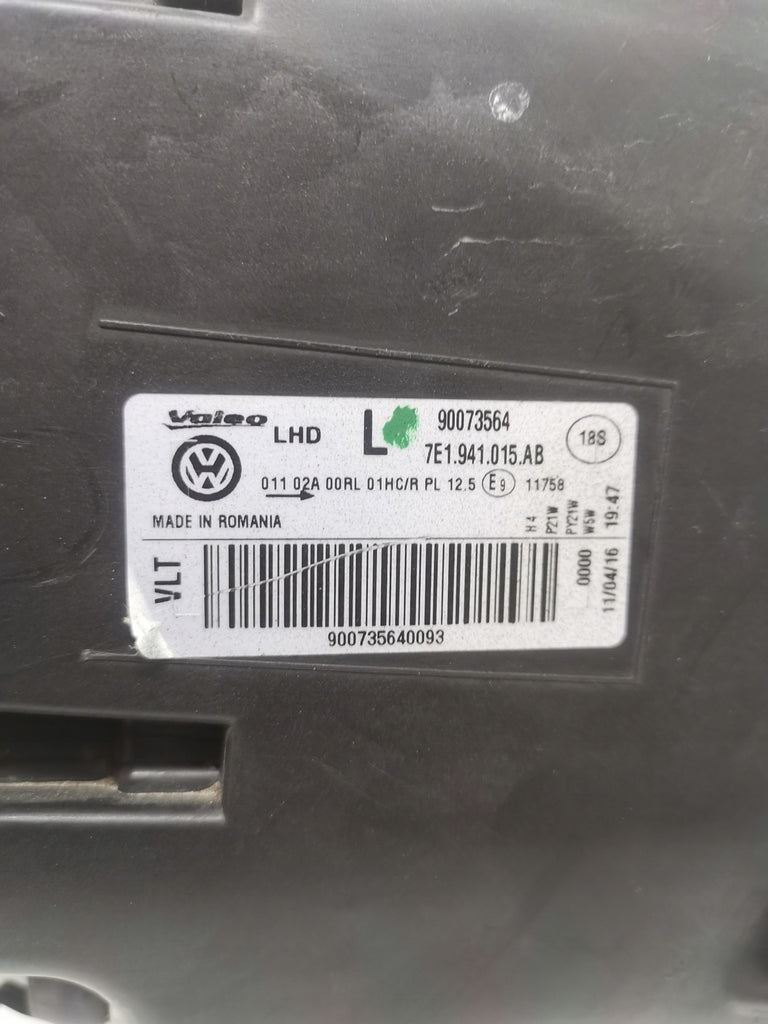 Valeo
LHD
L
90073564
7E1.941.015.AB
18S
011 02A 00RL 01HC/R PL 12.5 E9 11758
MADE IN ROMANIA
H4
P21W
PY21W
W5W
19:47
VLT
0000
11/04/16
900735640093